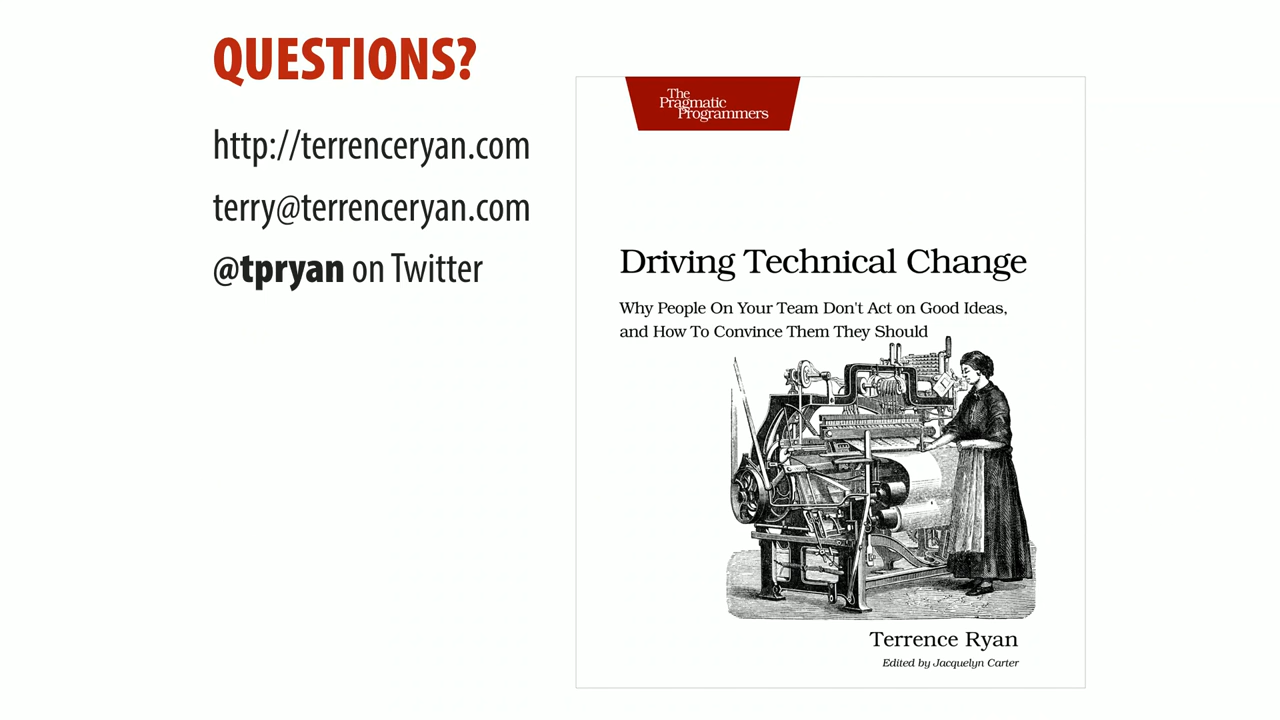 QUESTIONS?
http://terrenceryan.com
terry@terrenceryan.com
@tpryan on Twitter
The
Pragmatic
Programmers
Driving Technical Change
Why People On Your Team Don't Act on Good Ideas,
and How To Convince Them They Should
Terrence Ryan
Edited by Jacquelyn Carter